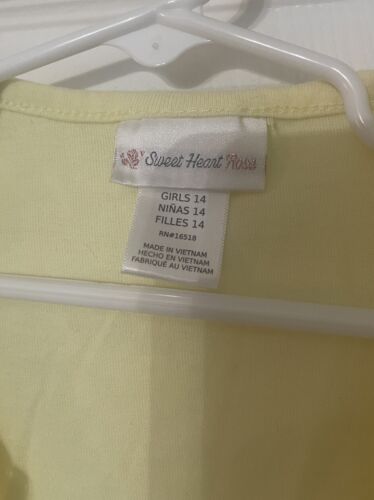 Sweet Heart Rose
GIRLS 14
NIÑAS 14
FILLES 14
RN#16518
MADE IN VIETNAM
HECHO EN VIETNAM
FABRIQUÉ AU VIETNAM